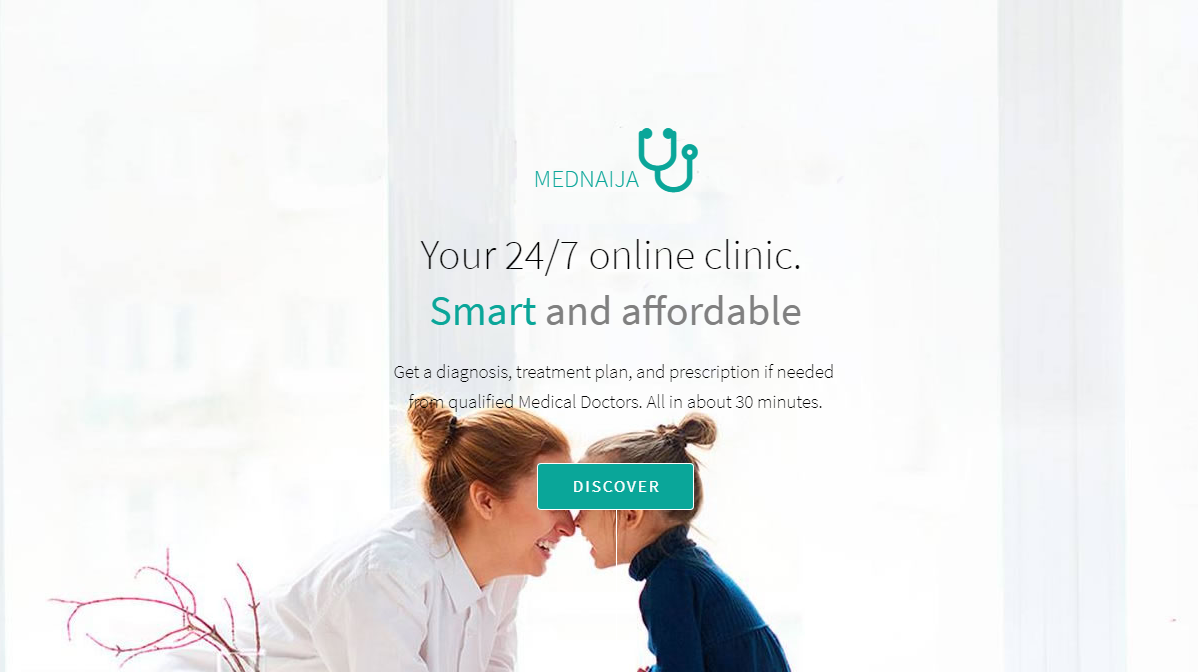 MEDNAIJA
Your 24/7 online clinic.
Smart and affordable
Get a diagnosis, treatment plan, and prescription if needed
from qualified Medical Doctors. All in about 30 minutes.
DISCOVER